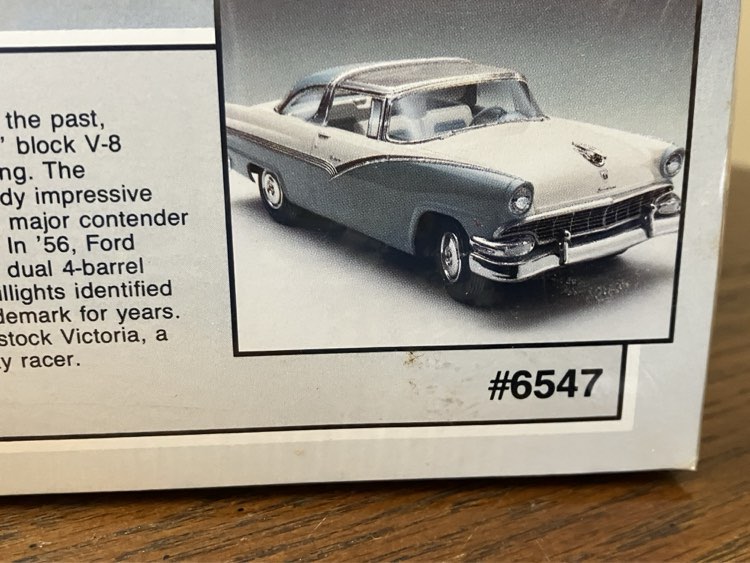 the past,
' block V-8
ng. The
dy impressive
major contender
In '56, Ford
dual 4-barrel
illights identified
demark for years.
stock Victoria, a
y racer.
#6547